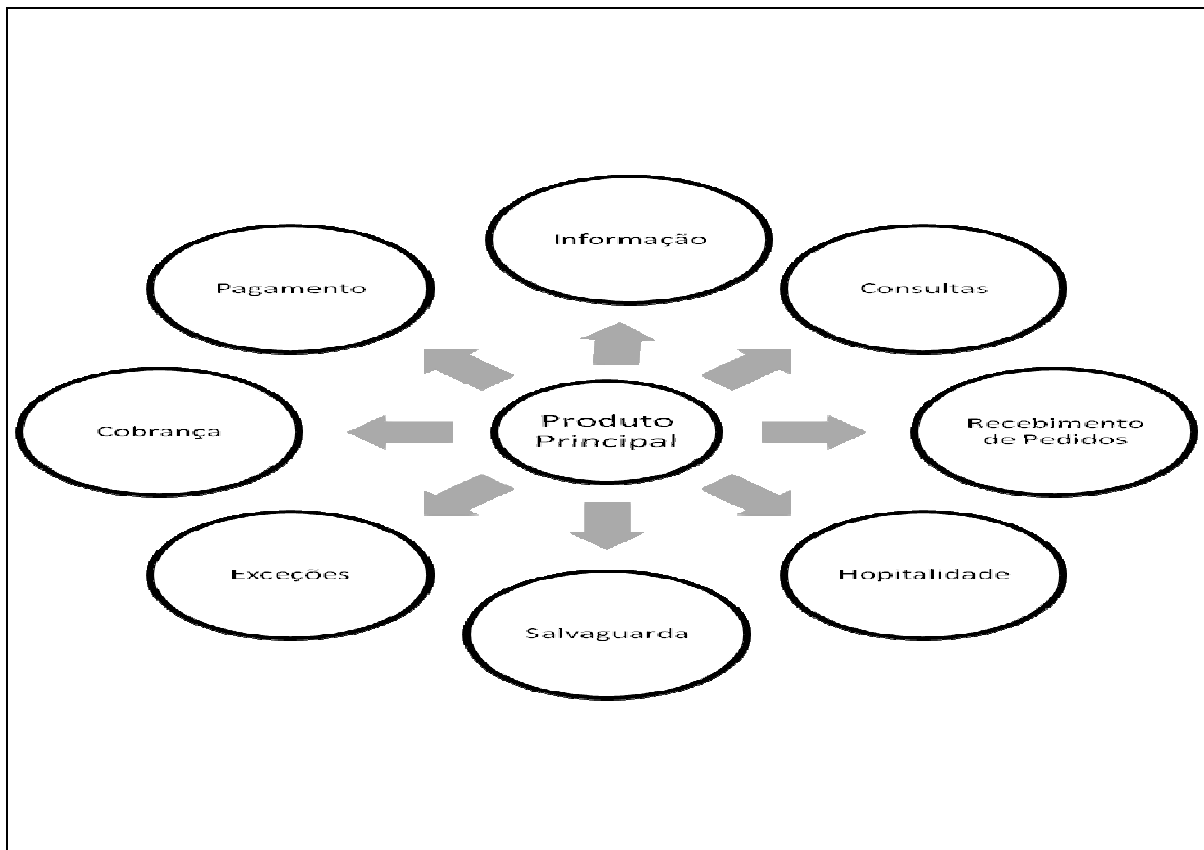 Informação
Pagamento
Consultas
Cobrança
Produto
Principal
Recebimento
de Pedidos
Exceções
Hopitalidade
Salvaguarda